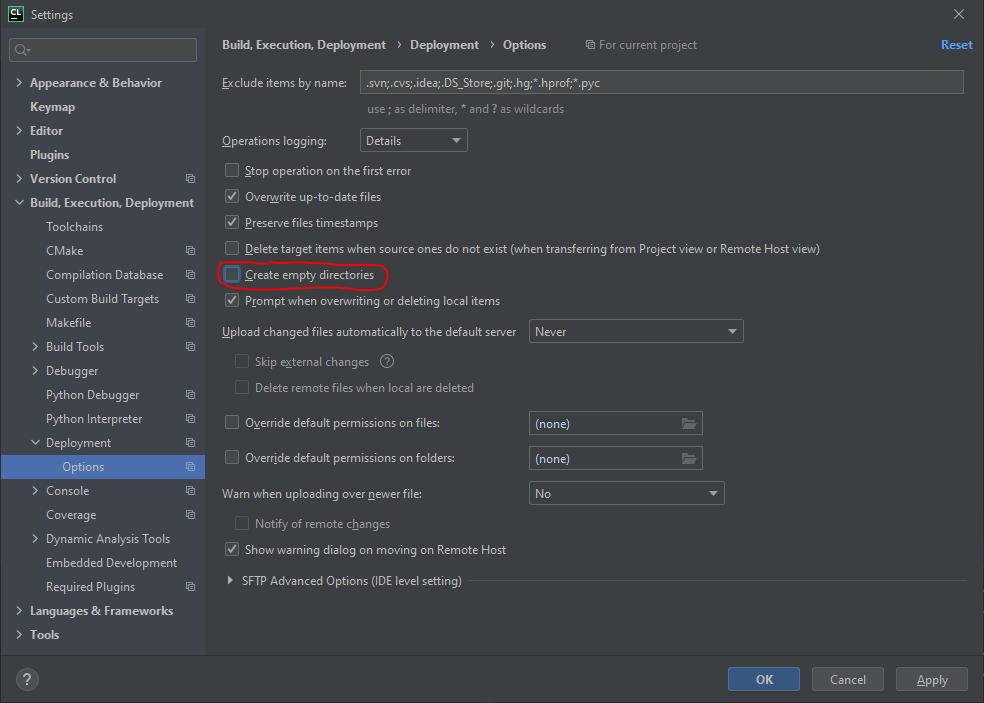 CL Settings
Build, Execution, Deployment › Deployment › Options For current project Reset
Appearance & Behavior
Keymap
Editor
Plugins
Version Control
Build, Execution, Deployment
Toolchains
CMake
Compilation Database
Custom Build Targets
Makefile
Build Tools
Debugger
Python Debugger
Python Interpreter
Deployment
Options
Console
Coverage
Dynamic Analysis Tools
Embedded Development
Required Plugins
Languages & Frameworks
Tools
Exclude items by name: .svn;.cvs;.idea;.DS_Store;.git;.hg;*.hprof;*.pyc
use ; as delimiter, * and ? as wildcards
Operations logging: Details
Stop operation on the first error
Overwrite up-to-date files
Preserve files timestamps
Delete target items when source ones do not exist (when transferring from Project view or Remote Host view)
Create empty directories
Prompt when overwriting or deleting local items
Upload changed files automatically to the default server Never
Skip external changes ?
Delete remote files when local are deleted
Override default permissions on files: (none)
Override default permissions on folders: (none)
Warn when uploading over newer file: No
Notify of remote changes
Show warning dialog on moving on Remote Host
SFTP Advanced Options (IDE level setting)
? OK Cancel Apply